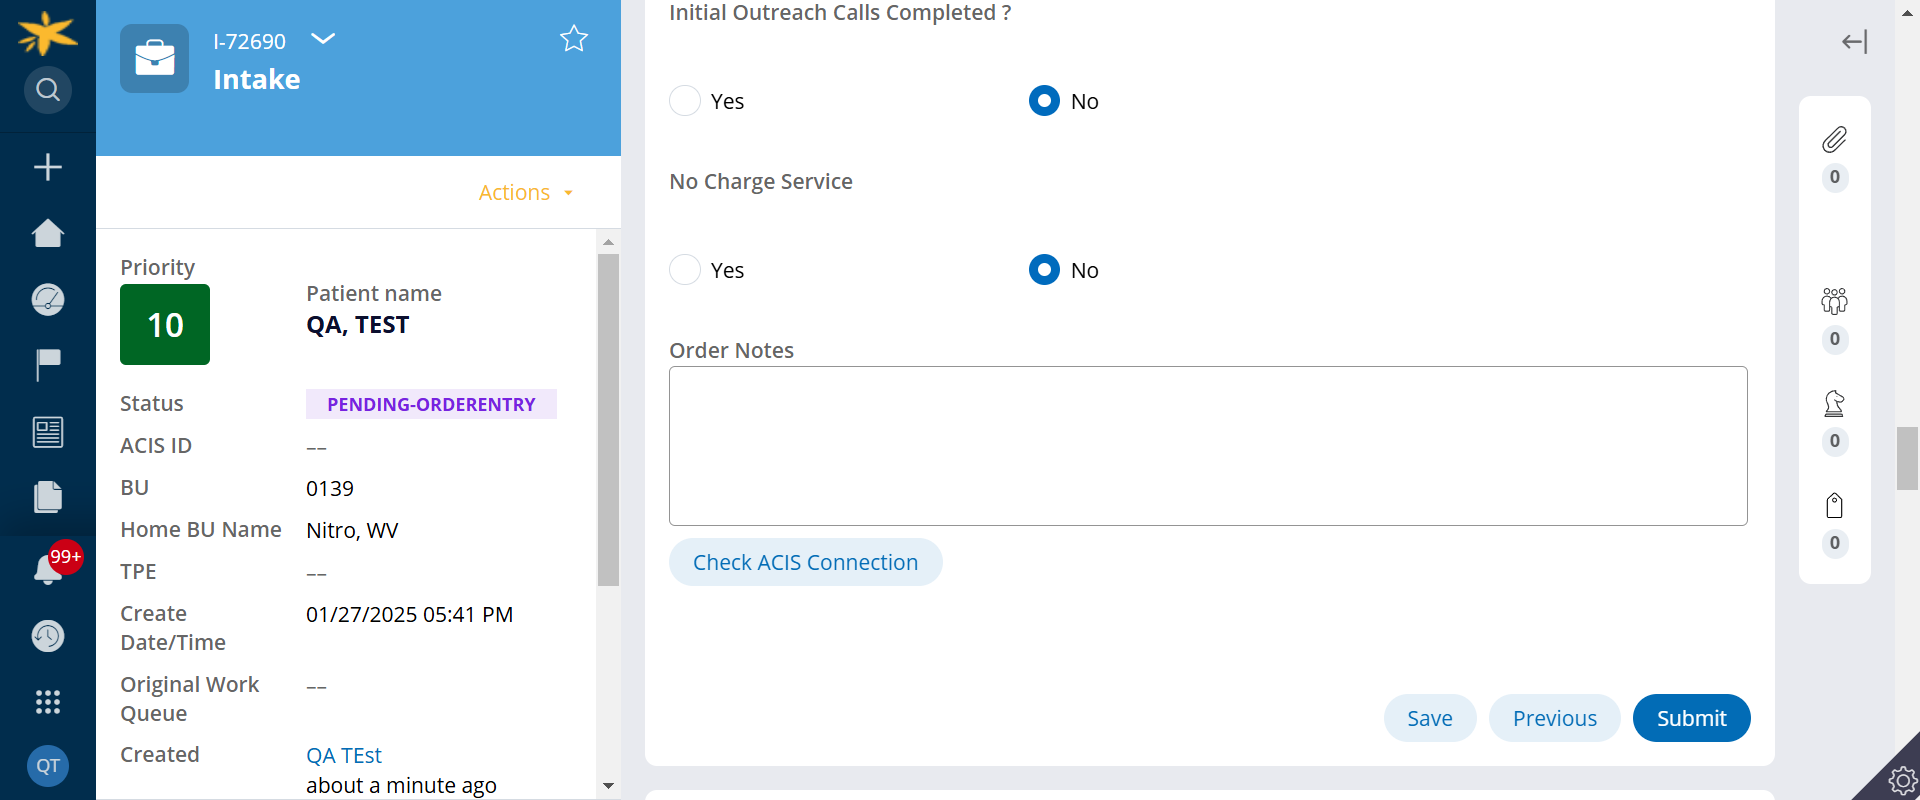 I-72690
Intake
Actions
Priority
10
Patient name
QA, TEST
Status
PENDING-ORDERENTRY
ACIS ID
––
BU
0139
Home BU Name
Nitro, WV
TPE
––
Create
Date/Time
01/27/2025 05:41 PM
Original Work
Queue
––
Created
QA TEst
about a minute ago
99+
QT
Initial Outreach Calls Completed ?
Yes
No
No Charge Service
Yes
No
Order Notes
Check ACIS Connection
Save
Previous
Submit
0
0
0
0